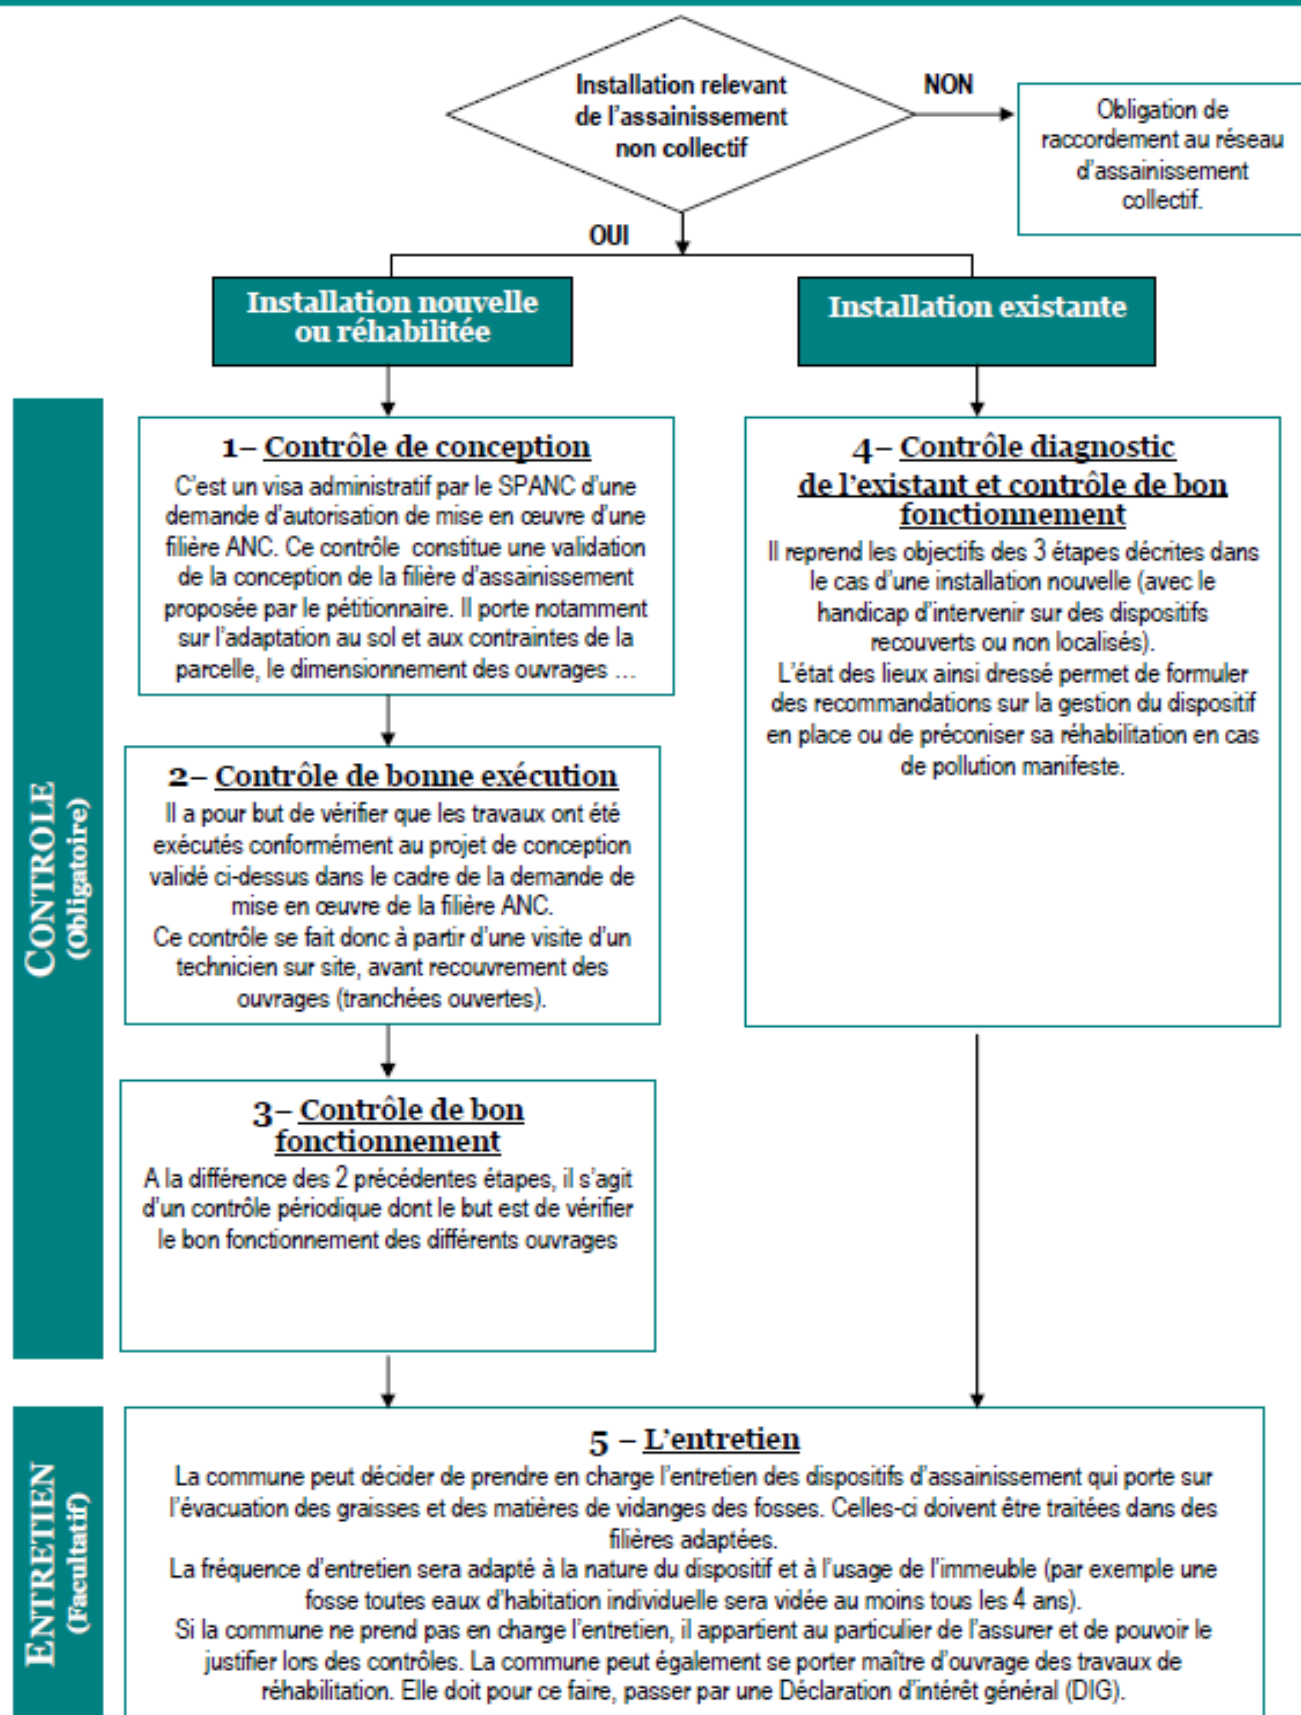 Installation relevant
de l'assainissement
non collectif
NON
Obligation de
raccordement au réseau
d'assainissement
collectif.
OUI
Installation nouvelle
ou réhabilitée
Installation existante
CONTROLE
(Obligatoire)
1– Contrôle de conception
C'est un visa administratif par le SPANC d'une
demande d'autorisation de mise en œuvre d'une
filière ANC. Ce contrôle constitue une validation
de la conception de la filière d'assainissement
proposée par le pétitionnaire. Il porte notamment
sur l'adaptation au sol et aux contraintes de la
parcelle, le dimensionnement des ouvrages …
2– Contrôle de bonne exécution
Il a pour but de vérifier que les travaux ont été
exécutés conformément au projet de conception
validé ci-dessus dans le cadre de la demande de
mise en œuvre de la filière ANC.
Ce contrôle se fait donc à partir d'une visite d'un
technicien sur site, avant recouvrement des
ouvrages (tranchées ouvertes).
3– Contrôle de bon
fonctionnement
A la différence des 2 précédentes étapes, il s'agit
d'un contrôle périodique dont le but est de vérifier
le bon fonctionnement des différents ouvrages
4– Contrôle diagnostic
de l'existant et contrôle de bon
fonctionnement
Il reprend les objectifs des 3 étapes décrites dans
le cas d'une installation nouvelle (avec le
handicap d'intervenir sur des dispositifs
recouverts ou non localisés).
L'état des lieux ainsi dressé permet de formuler
des recommandations sur la gestion du dispositif
en place ou de préconiser sa réhabilitation en cas
de pollution manifeste.
ENTRETIEN
(Facultatif)
5 – L'entretien
La commune peut décider de prendre en charge l'entretien des dispositifs d'assainissement qui porte sur
l'évacuation des graisses et des matières de vidanges des fosses. Celles-ci doivent être traitées dans des
filières adaptées.
La fréquence d'entretien sera adapté à la nature du dispositif et à l'usage de l'immeuble (par exemple une
fosse toutes eaux d'habitation individuelle sera vidée au moins tous les 4 ans).
Si la commune ne prend pas en charge l'entretien, il appartient au particulier de l'assurer et de pouvoir le
justifier lors des contrôles. La commune peut également se porter maître d'ouvrage des travaux de
réhabilitation. Elle doit pour ce faire, passer par une Déclaration d'intérêt général (DIG).